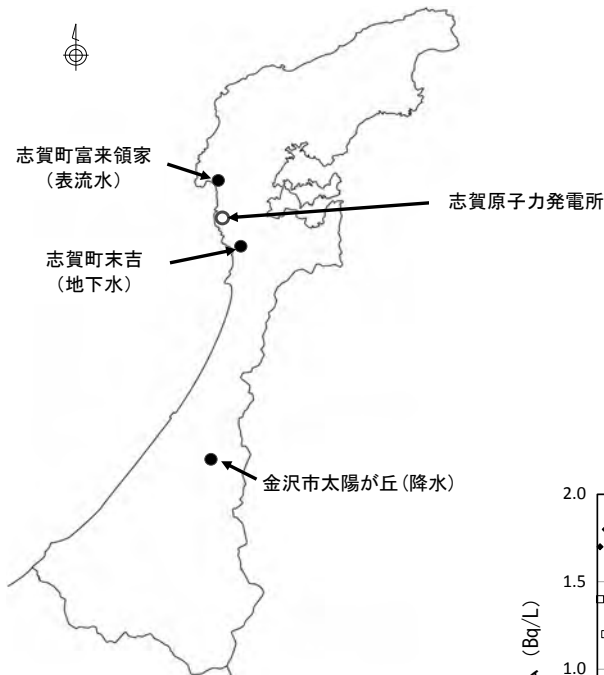 志賀町富来領家
（表流水）
志賀原子力発電所
志賀町末吉
（地下水）
金沢市太陽が丘（降水）
2.0
1.5
1.0
(Bq/L)